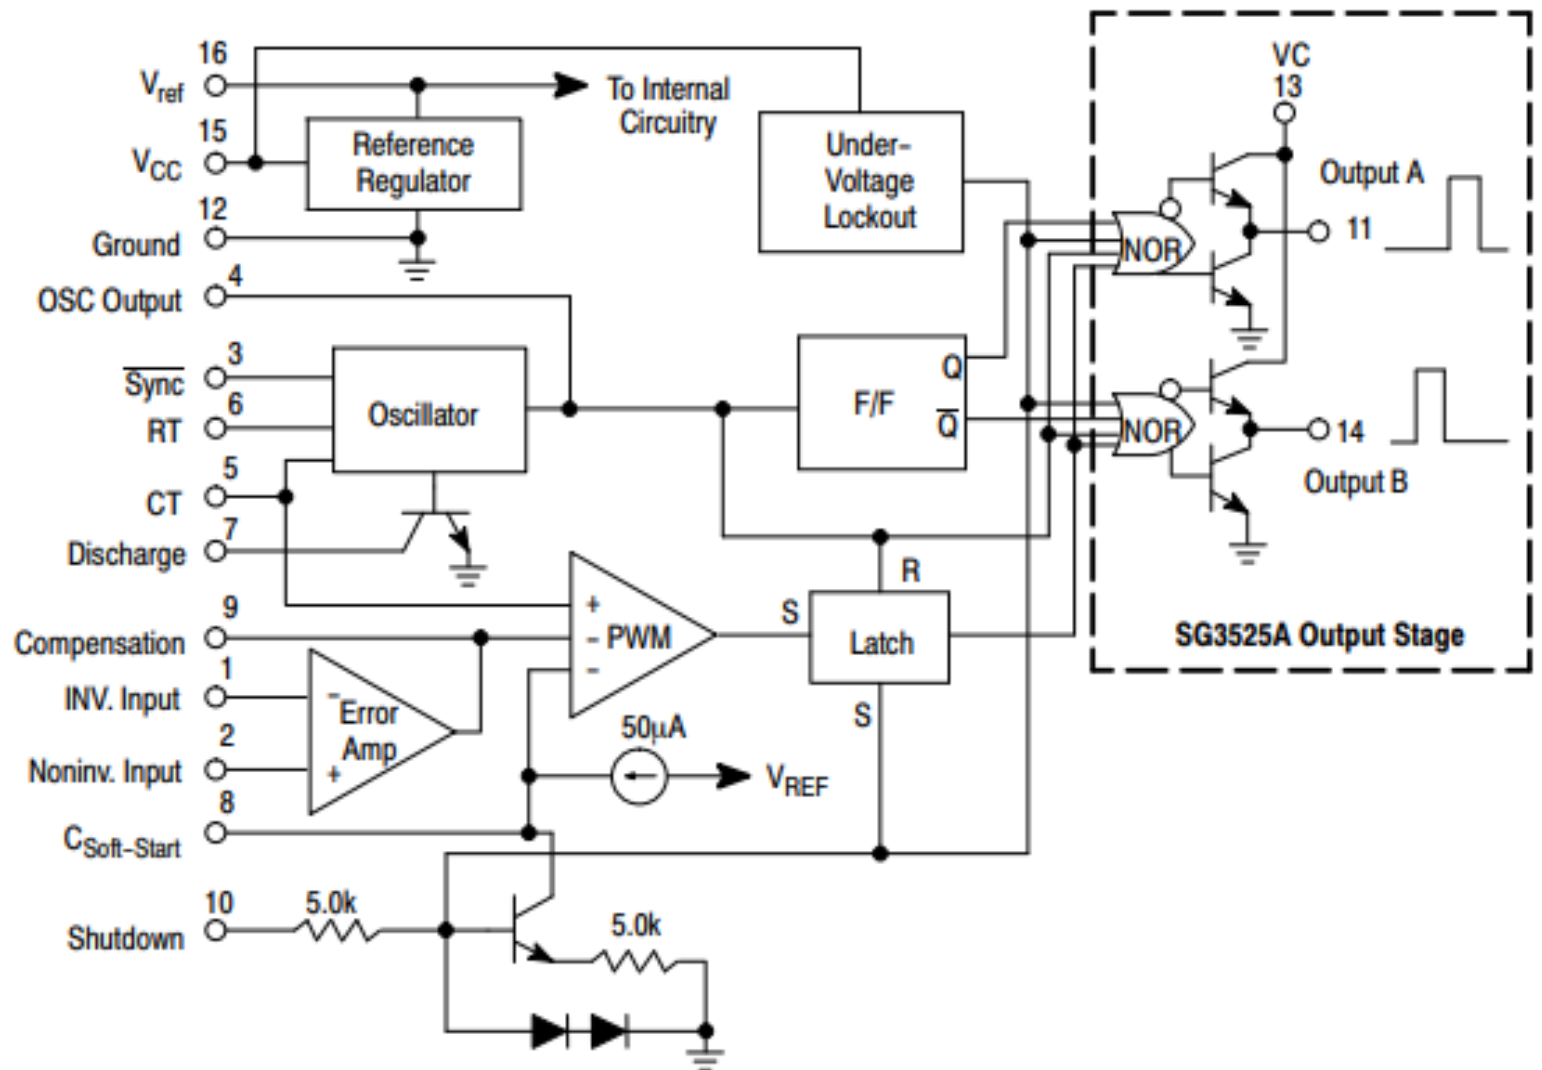 16
Vref
To Internal
Circuitry
15
VCC
Reference
Regulator
12
Ground
Under-
Voltage
Lockout
VC
13
Output A
11
NOR
4
OSC Output
3
Sync
6
RT
Oscillator
5
CT
7
Discharge
F/F
Q
Q̅
NOR
14
Output B
SG3525A Output Stage
9
Compensation
1
INV. Input
2
Noninv. Input
8
CSoft-Start
+
- PWM
-
-
Error
Amp
+
S
R
Latch
S
50µA
VREF
10
Shutdown
5.0k
5.0k